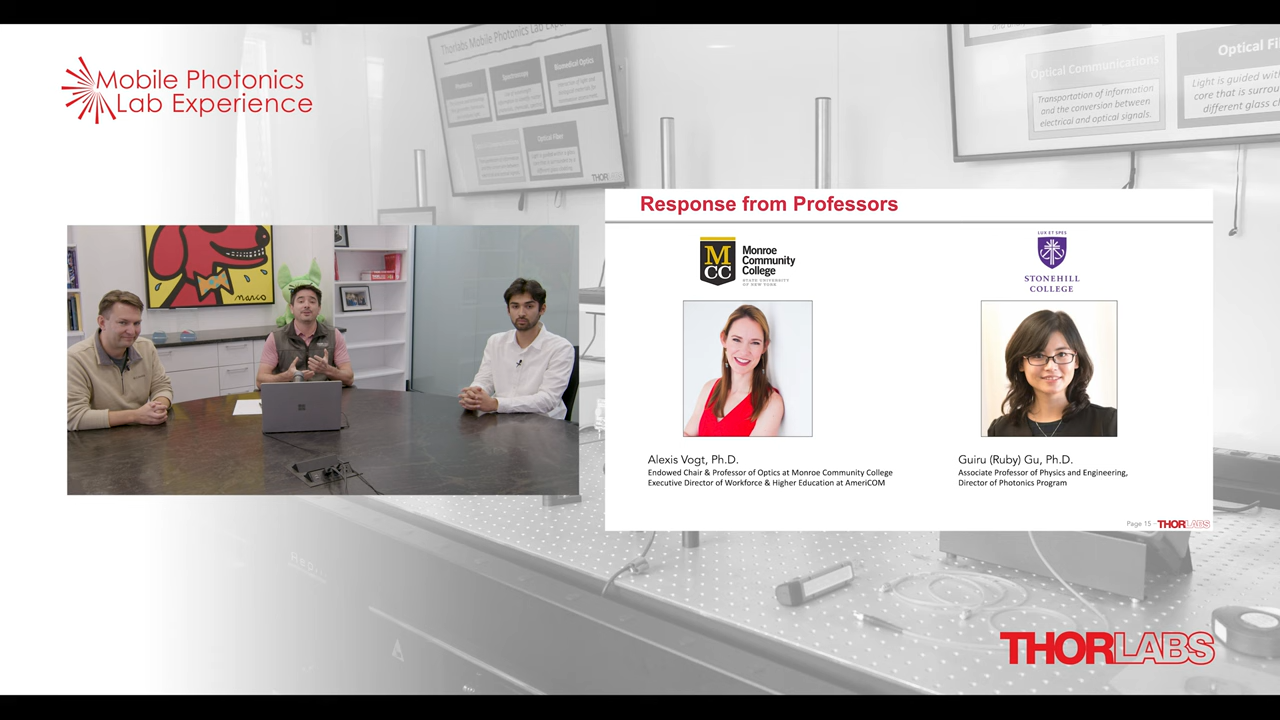 Mobile Photonics
Lab Experience
Thorlabs Mobile Photonics Lab
Spectroscopy
Biomedical Optics
Optical Fiber
THOR
Optical Communications
Transportation of information
and the conversion between
electrical and optical signals.
Optical Fi
Light is guided with
core that is surrou
different glass cl
marco
Response from Professors
MCC
Monroe
Community
College
STATE UNIVERSITY
OF NEW YORK
LUX ET SPES
STONEHILL
COLLEGE
Alexis Vogt, Ph.D.
Endowed Chair & Professor of Optics at Monroe Community College
Executive Director of Workforce & Higher Education at AmeriCOM
Guiru (Ruby) Gu, Ph.D.
Associate Professor of Physics and Engineering,
Director of Photonics Program
Page 15 - THORLABS
THORLABS